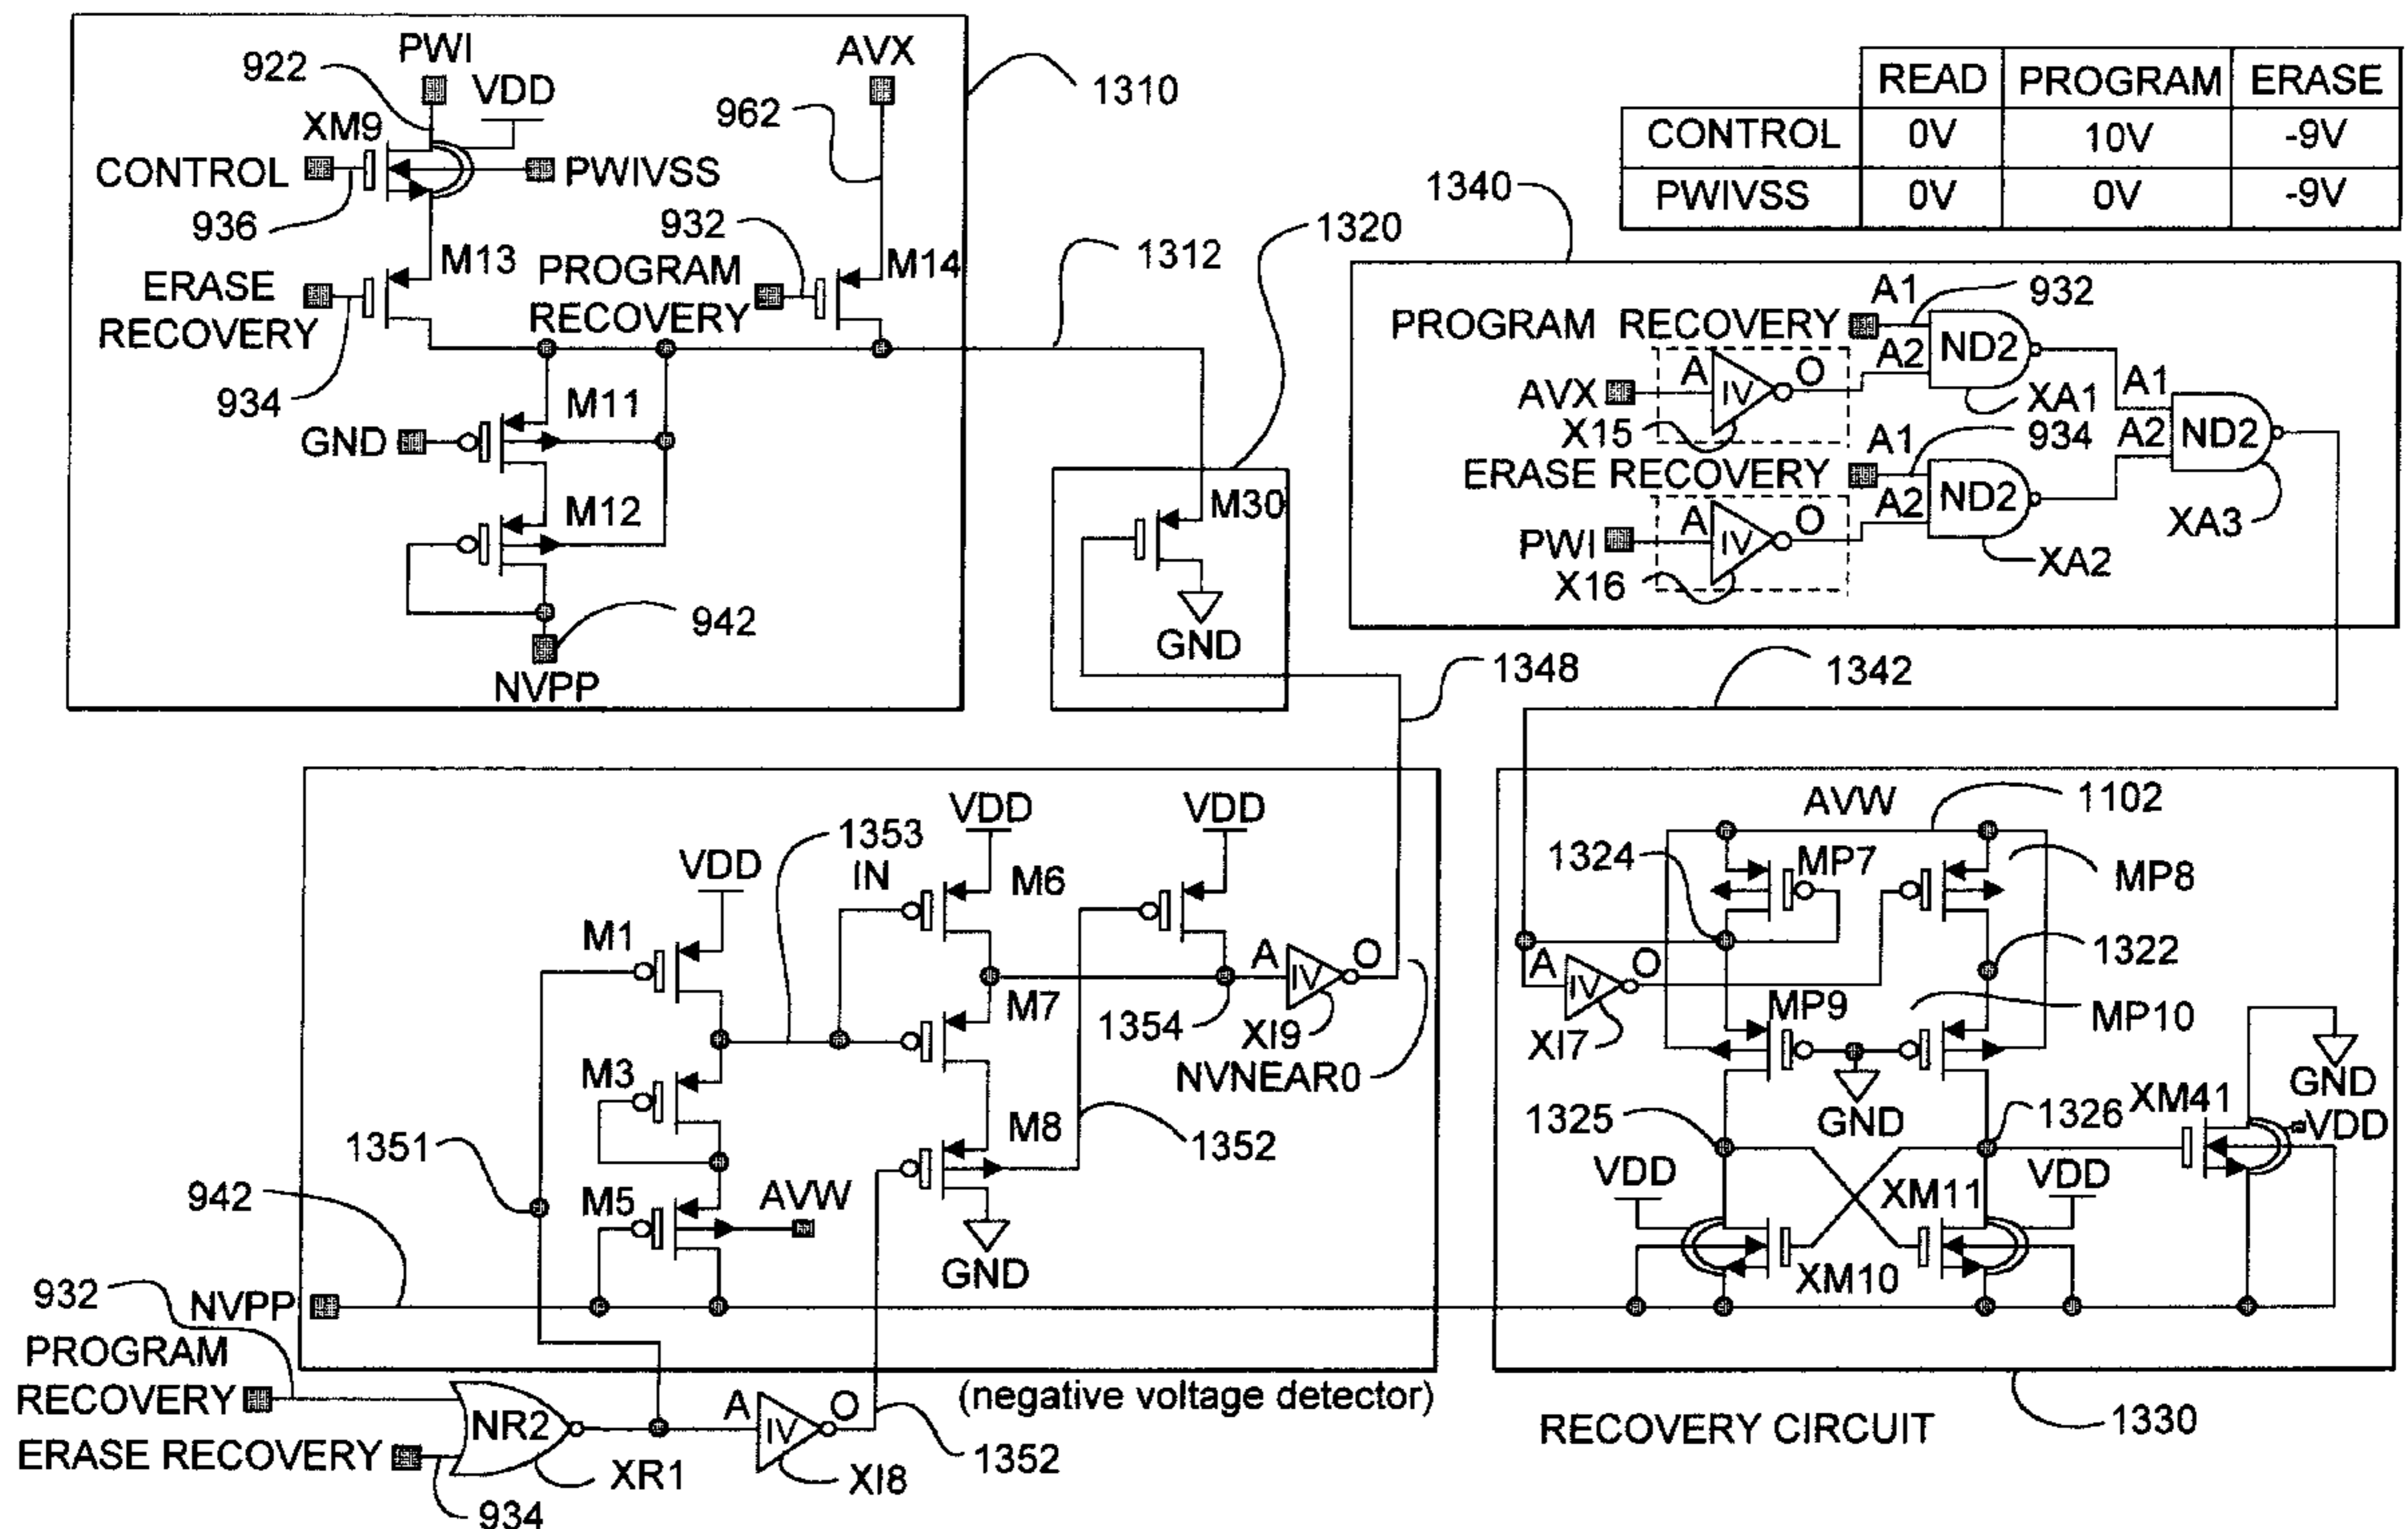 PWI
AVX
922
VDD
962
1310
XM9
CONTROL
PWIVSS
936
932
M13
ERASE
RECOVERY
PROGRAM
RECOVERY
M14
1312
1320
934
M11
GND
M12
942
NVPP
M30
GND
READ PROGRAM ERASE
CONTROL 0V 10V -9V
PWIVSS 0V 0V -9V
1340
PROGRAM RECOVERY
A1
932
A2
ND2
AVX
A
IV
O
X15
XA1
A1
A2
ND2
ERASE RECOVERY
A1
934
A2
ND2
PWI
A
IV
O
X16
XA2
XA3
1348
1342
VDD
VDD
VDD
1353
IN
M6
M1
M7
1354
A
IV
O
XI9
NVNEAR0
M3
M8
1351
M5
AVW
1352
GND
942
932
NVPP
PROGRAM
RECOVERY
ERASE RECOVERY
934
NR2
XR1
A
IV
O
XI8
1352
(negative voltage detector)
AVW
1102
1324
MP7
MP8
A
IV
O
XI7
1322
MP9
MP10
GND
GND
1325
1326
XM41
VDD
VDD
XM11
VDD
XM10
RECOVERY CIRCUIT
1330